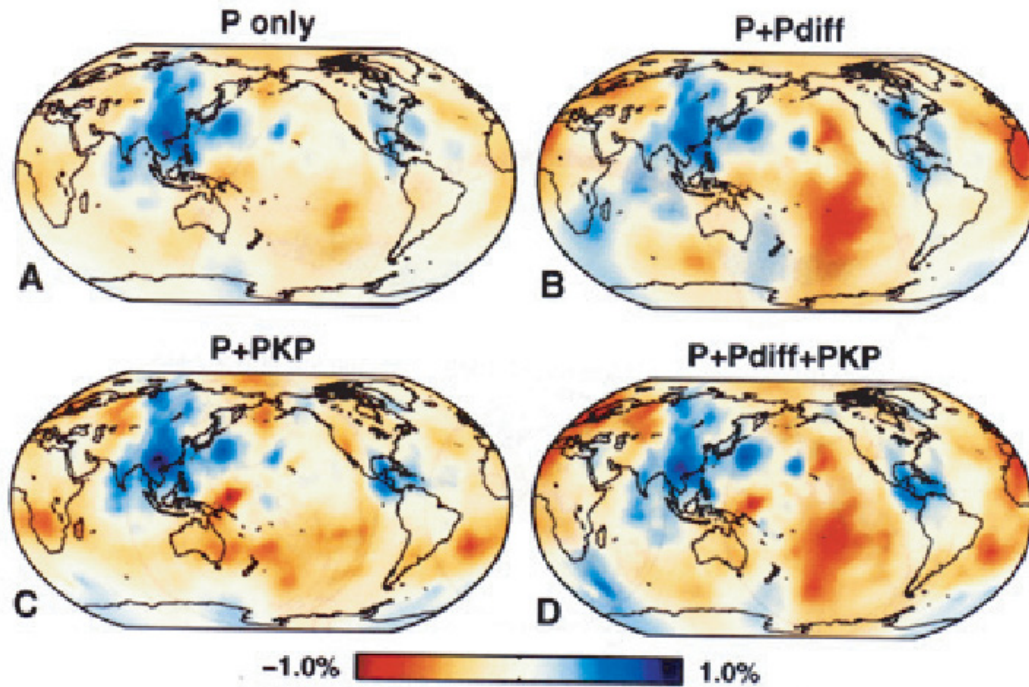 P only
P+Pdiff
A
B
P+PKP
P+Pdiff+PKP
C
D
−1.0%
1.0%